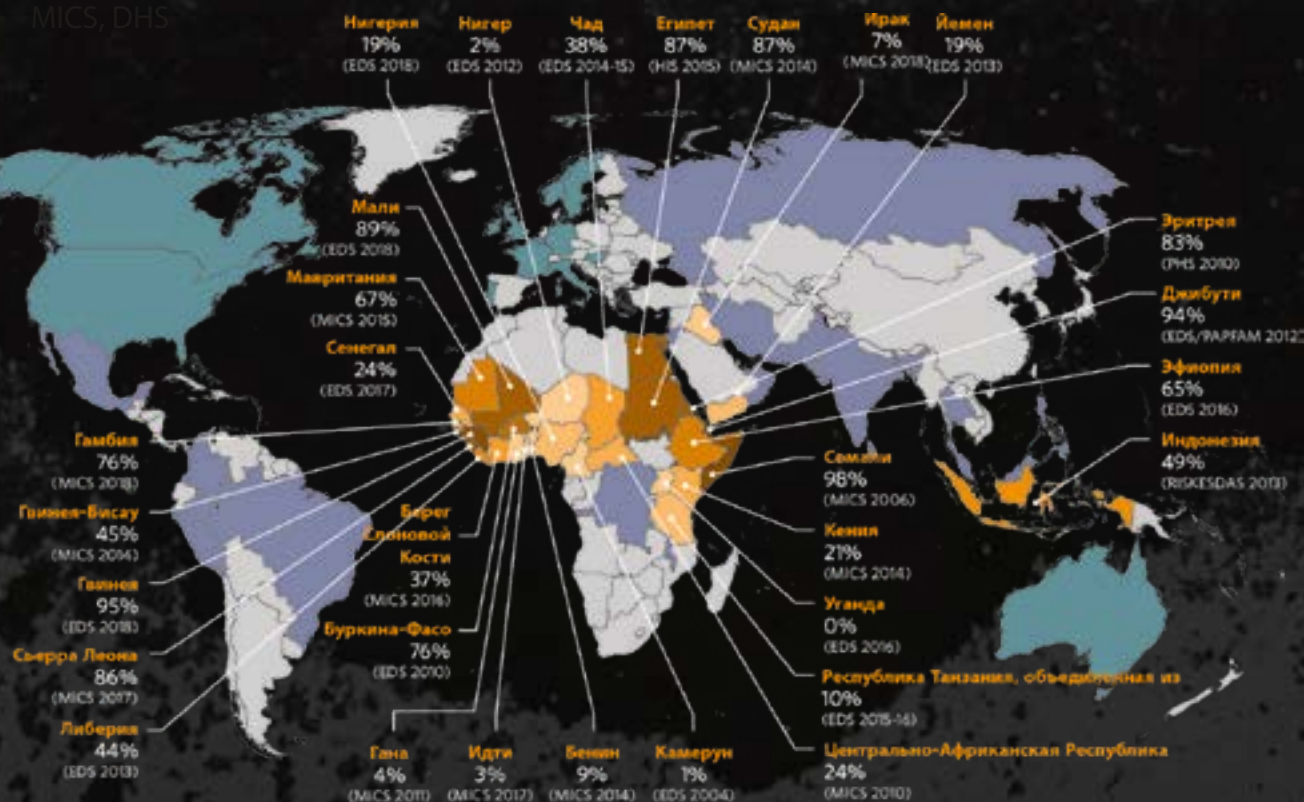 MICS, DHS
Нигерия
19%
(EDS 2018)
Нигер
2%
(EDS 2012)
Чад
38%
(EDS 2014-15)
Египет
87%
(HIS 2015)
Судан
87%
(MICS 2014)
Ирак
7%
(MICS 2018)
Йемен
19%
(EDS 2013)
Мали
89%
(EDS 2018)
Мавритания
67%
(MICS 2015)
Сенегал
24%
(EDS 2017)
Гамбия
76%
(MICS 2018)
Гвинея-Бисау
45%
(MICS 2014)
Гвинея
95%
(EDS 2018)
Сьерра Леона
86%
(MICS 2017)
Либерия
44%
(EDS 2013)
Берег
Слоновой
Кости
37%
(MICS 2016)
Буркина-Фасо
76%
(EDS 2010)
Гана
4%
(MICS 2011)
Идти
3%
(MICS 2017)
Бенин
9%
(MICS 2014)
Камерун
1%
(EDS 2004)
Эритрея
83%
(PHS 2010)
Джибути
94%
(EDS/PAPFAM 2012)
Эфиопия
65%
(EDS 2016)
Индонезия
49%
(RISKESDAS 2013)
Сомали
98%
(MICS 2006)
Кения
21%
(MICS 2014)
Уганда
0%
(EDS 2016)
Республика Танзания, объединенная из
10%
(EDS 2015-16)
Центрально-Африканская Республика
24%
(MICS 2010)